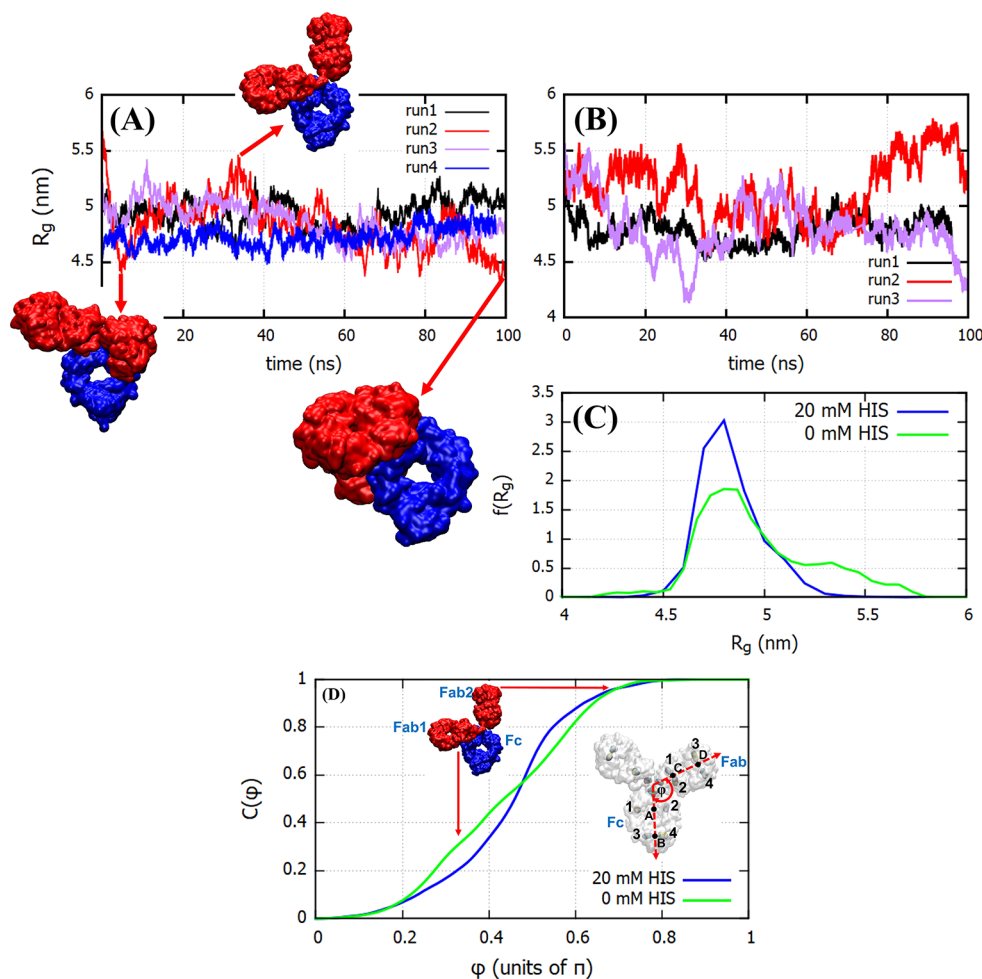 (A)
6
5.5
5
4.5
4
Rg (nm)
run1
run2
run3
run4
20
40
60
80
100
time (ns)
(B)
6
5.5
5
4.5
4
run1
run2
run3
0
20
40
60
80
100
time (ns)
(C)
20 mM HIS
0 mM HIS
3.5
3
2.5
2
1.5
1
0.5
0
f(Rg)
4
4.5
5
5.5
6
Rg (nm)
(D)
1
0.8
0.6
0.4
0.2
0
C(φ)
Fab2
Fab1
Fc
3
D
Fab
1
C
4
φ
2
1
A
2
Fc
3
B
4
20 mM HIS
0 mM HIS
0
0.2
0.4
0.6
0.8
1
φ (units of π)